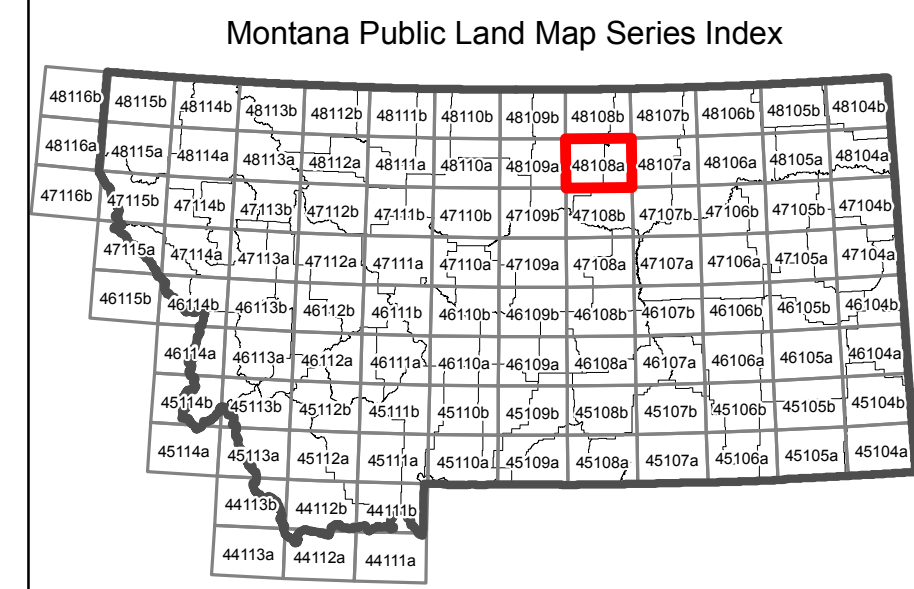 Montana Public Land Map Series Index
48116b 48115b 48114b 48113b 48112b 48111b 48110b 48109b 48108b 48107b 48106b 48105b 48104b
48116a 48115a 48114a 48113a 48112a 48111a 48110a 48109a 48108a 48107a 48106a 48105a 48104a
47116b 47115b 47114b 47113b 47112b 47111b 47110b 47109b 47108b 47107b 47106b 47105b 47104b
47115a 47114a 47113a 47112a 47111a 47110a 47109a 47108a 47107a 47106a 47105a 47104a
46115b 46114b 46113b 46112b 46111b 46110b 46109b 46108b 46107b 46106b 46105b 46104b
46114a 46113a 46112a 46111a 46110a 46109a 46108a 46107a 46106a 46105a 46104a
45114b 45113b 45112b 45111b 45110b 45109b 45108b 45107b 45106b 45105b 45104b
45114a 45113a 45112a 45111a 45110a 45109a 45108a 45107a 45106a 45105a 45104a
44113b 44112b 44111b
44113a 44112a 44111a